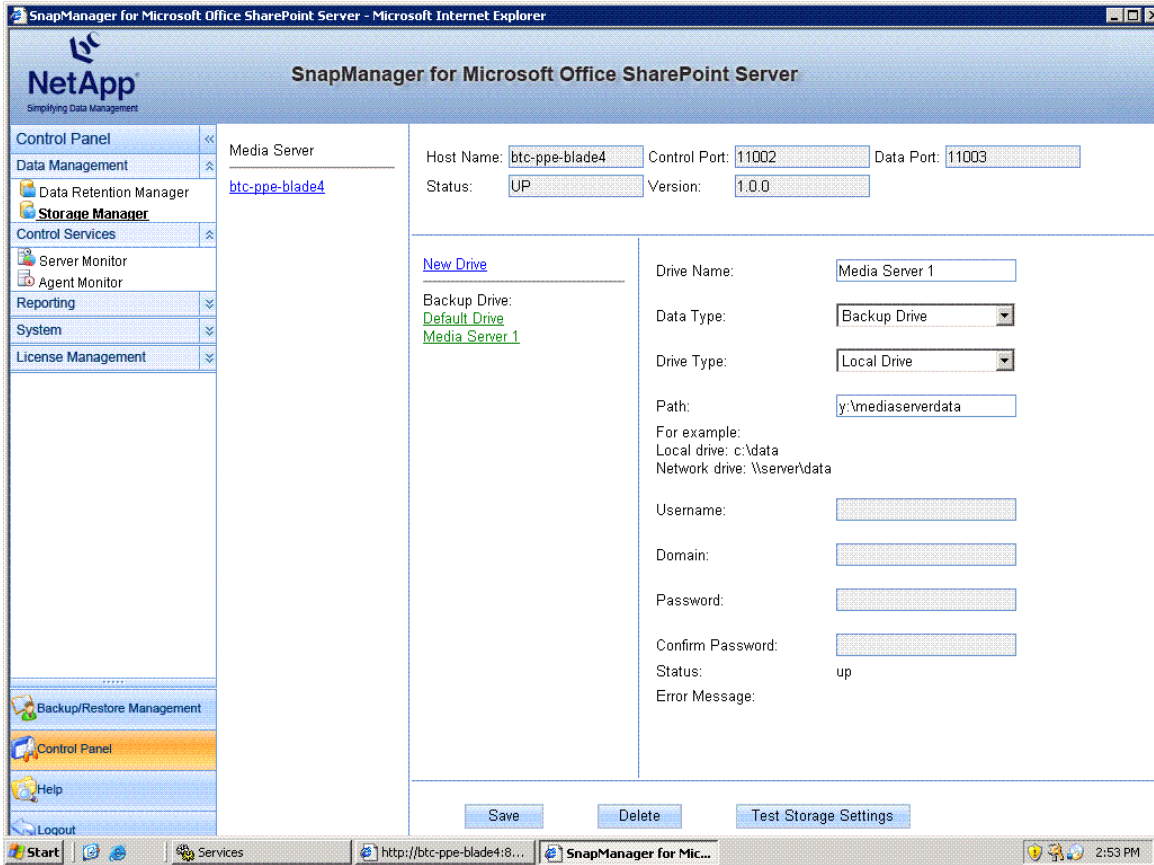 SnapManager for Microsoft Office SharePoint Server - Microsoft Internet Explorer
NetApp
Simplifying Data Management
SnapManager for Microsoft Office SharePoint Server
Control Panel
Data Management
Data Retention Manager
Storage Manager
Control Services
Server Monitor
Agent Monitor
Reporting
System
License Management
Backup/Restore Management
Control Panel
Help
Logout
Media Server
btc-ppe-blade4
Host Name: btc-ppe-blade4 Control Port: 11002 Data Port: 11003
Status: UP Version: 1.0.0
New Drive
Backup Drive:
Default Drive
Media Server 1
Drive Name: Media Server 1
Data Type: Backup Drive
Drive Type: Local Drive
Path: y:\mediaserverdata
For example:
Local drive: c:\data
Network drive: \\server\data
Username:
Domain:
Password:
Confirm Password:
Status: up
Error Message:
Save Delete Test Storage Settings
Start Services http://btc-ppe-blade4:8... SnapManager for Mic... 2:53 PM